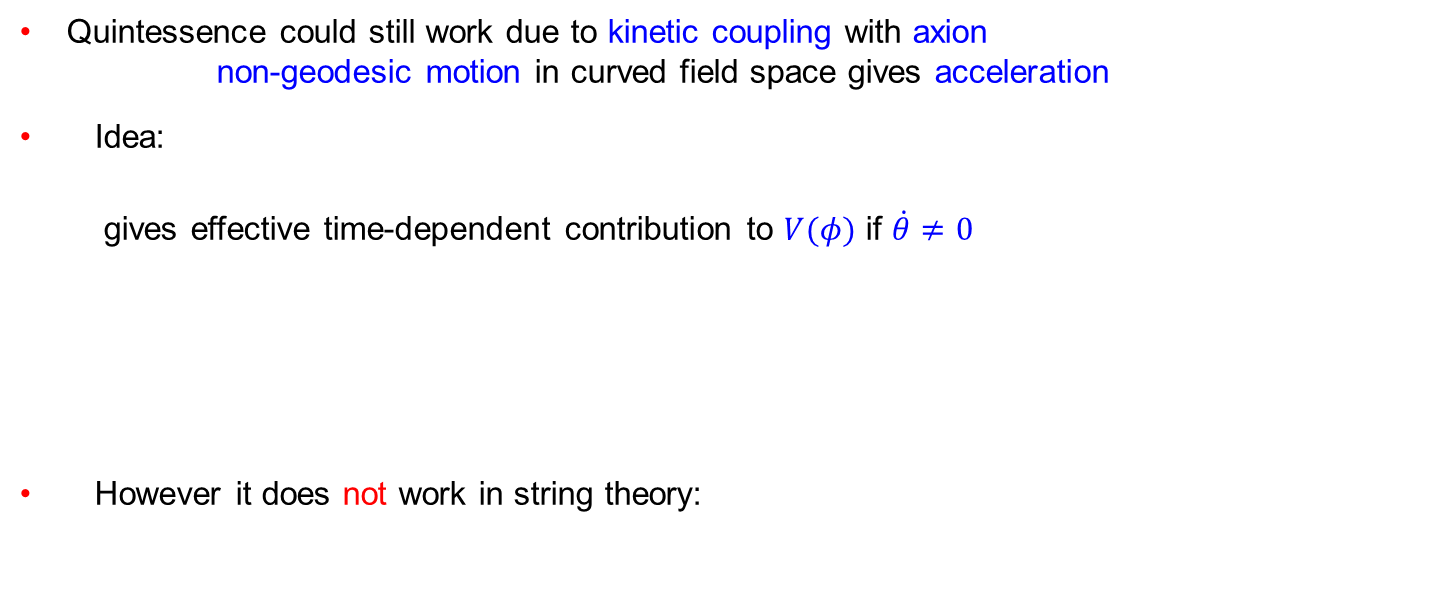 • Quintessence could still work due to kinetic coupling with axion
non-geodesic motion in curved field space gives acceleration
• Idea:
gives effective time-dependent contribution to V(ϕ) if θ̇ ≠ 0
• However it does not work in string theory: